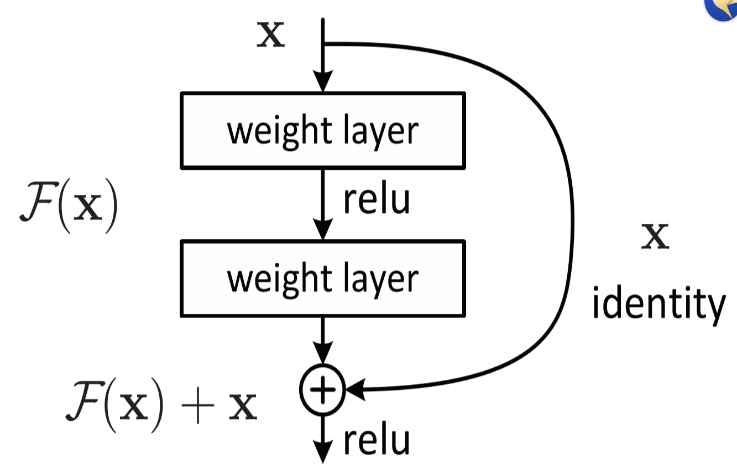 x
weight layer
relu
F(x)
x
weight layer
identity
F(x) + x
+
relu